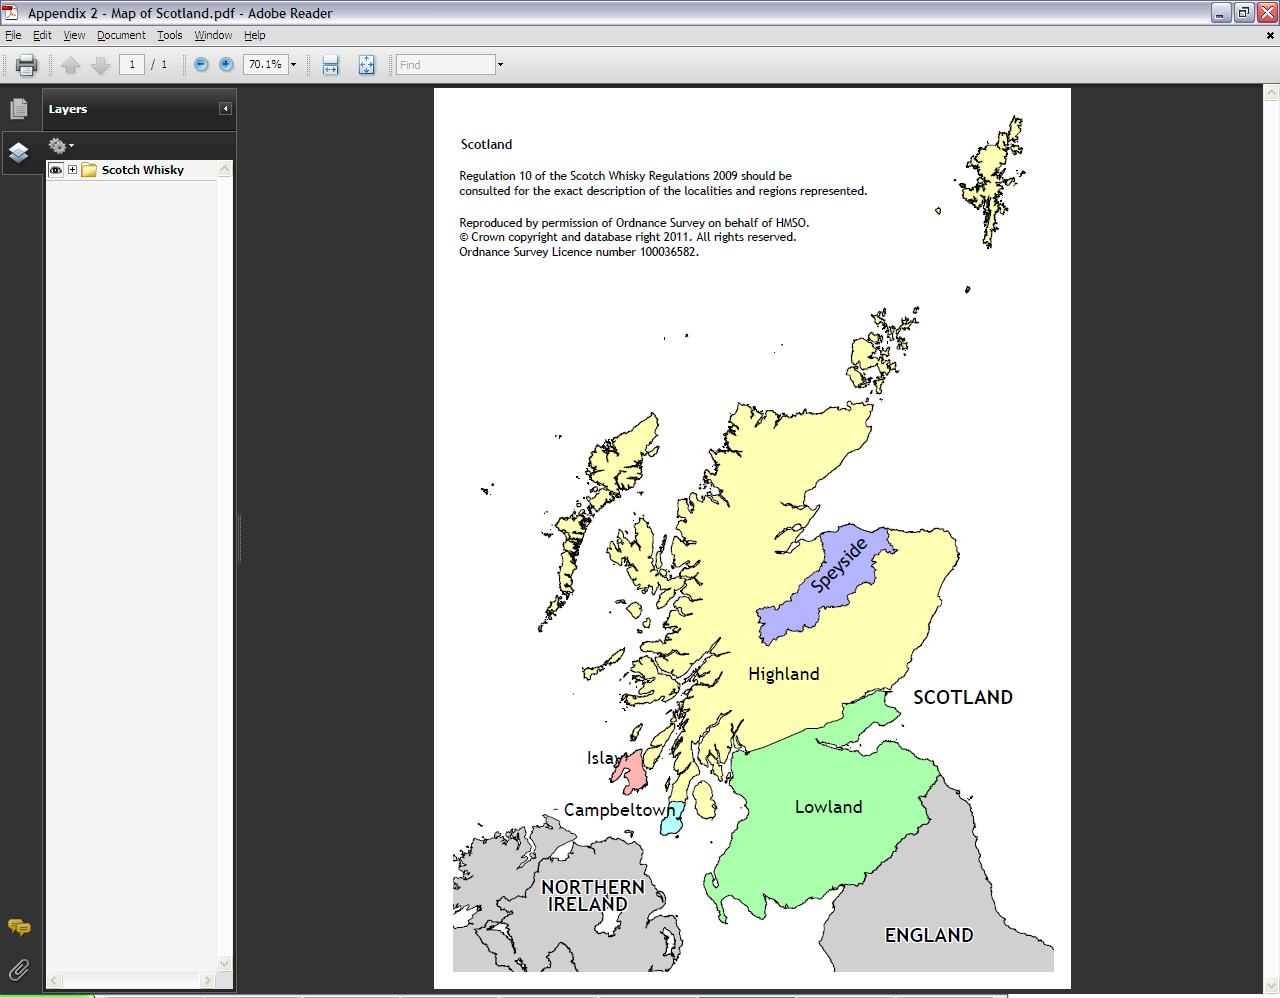 Appendix 2 - Map of Scotland.pdf - Adobe Reader
File Edit View Document Tools Window Help
1 / 1 70.1% Find
Layers
Scotch Whisky
Scotland
Regulation 10 of the Scotch Whisky Regulations 2009 should be
consulted for the exact description of the localities and regions represented.
Reproduced by permission of Ordnance Survey on behalf of HMSO.
© Crown copyright and database right 2011. All rights reserved.
Ordnance Survey Licence number 100036582.
Speyside
Highland
SCOTLAND
Islay
Campbeltown
Lowland
NORTHERN
IRELAND
ENGLAND